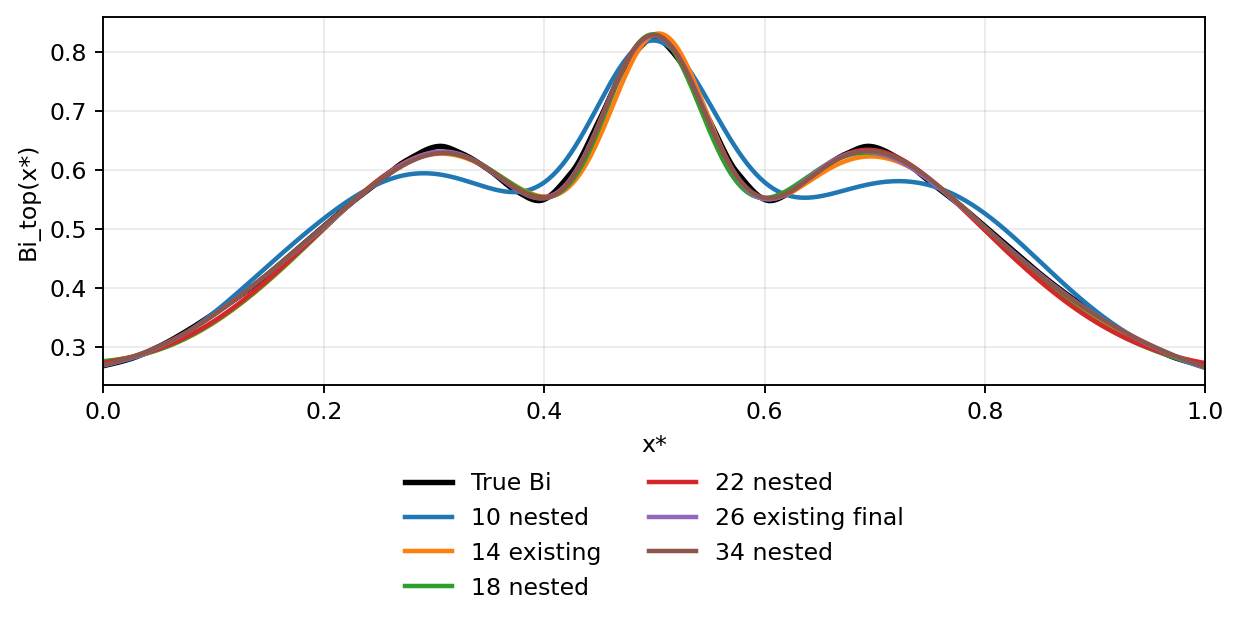 Bi_top(x*)
0.8
0.7
0.6
0.5
0.4
0.3
0.0 0.2 0.4 0.6 0.8 1.0
x*
True Bi
10 nested
14 existing
18 nested
22 nested
26 existing final
34 nested